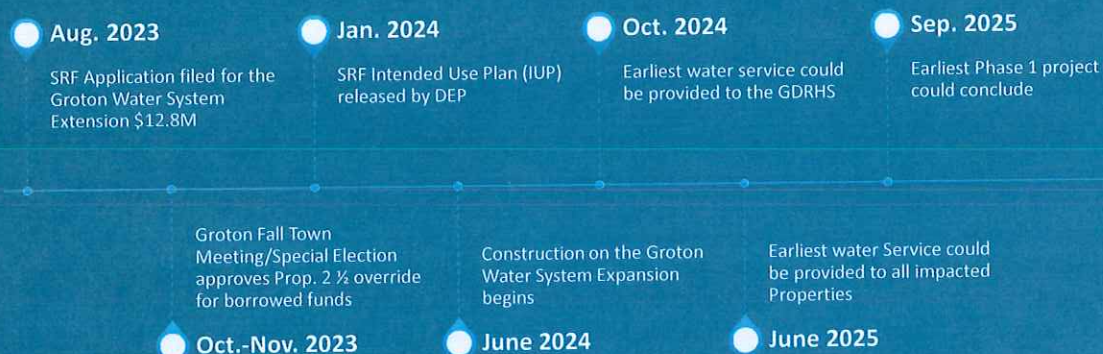 Aug. 2023
SRF Application filed for the
Groton Water System
Extension $12.8M
Jan. 2024
SRF Intended Use Plan (IUP)
released by DEP
Oct. 2024
Earliest water service could
be provided to the GDRHS
Sep. 2025
Earliest Phase 1 project
could conclude
Groton Fall Town
Meeting/Special Election
approves Prop. 2 ½ override
for borrowed funds
Oct.-Nov. 2023
Construction on the Groton
Water System Expansion
begins
June 2024
Earliest water Service could
be provided to all impacted
Properties
June 2025